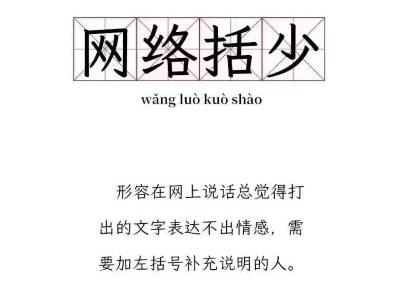 网络括少
wǎng luò kuò shào
形容在网上说话总觉得打
出的文字表达不出情感，需
要加左括号补充说明的人。